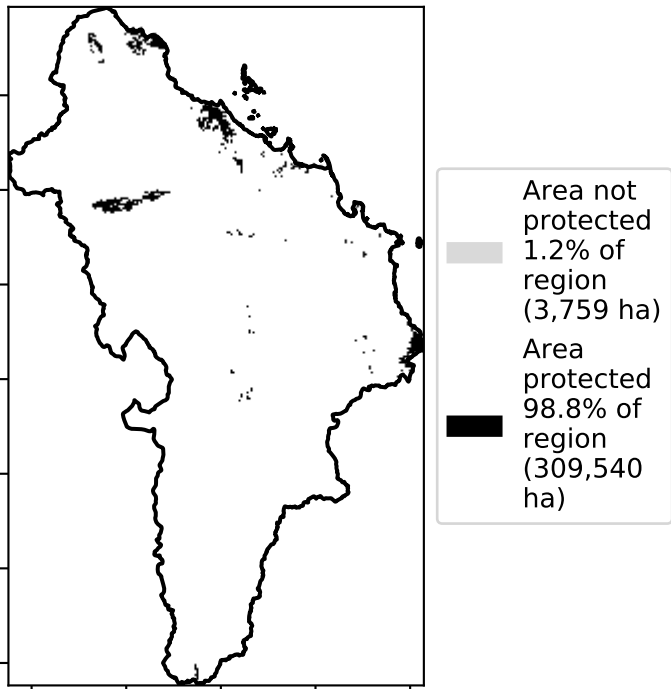 Area not
protected
1.2% of
region
(3,759 ha)
Area
protected
98.8% of
region
(309,540
ha)